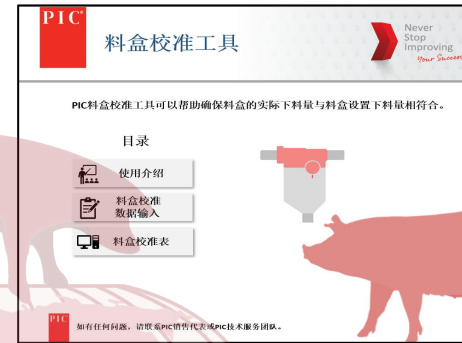 PIC
料盒校准工具
Never
Stop
Improving
Your Success
PIC料盒校准工具可以帮助确保料盒的实际下料量与料盒设置下料量相符合。
目录
使用介绍
料盒校准
数据输入
料盒校准表
PIC
如有任何问题，请联系PIC销售代表或PIC技术服务团队。